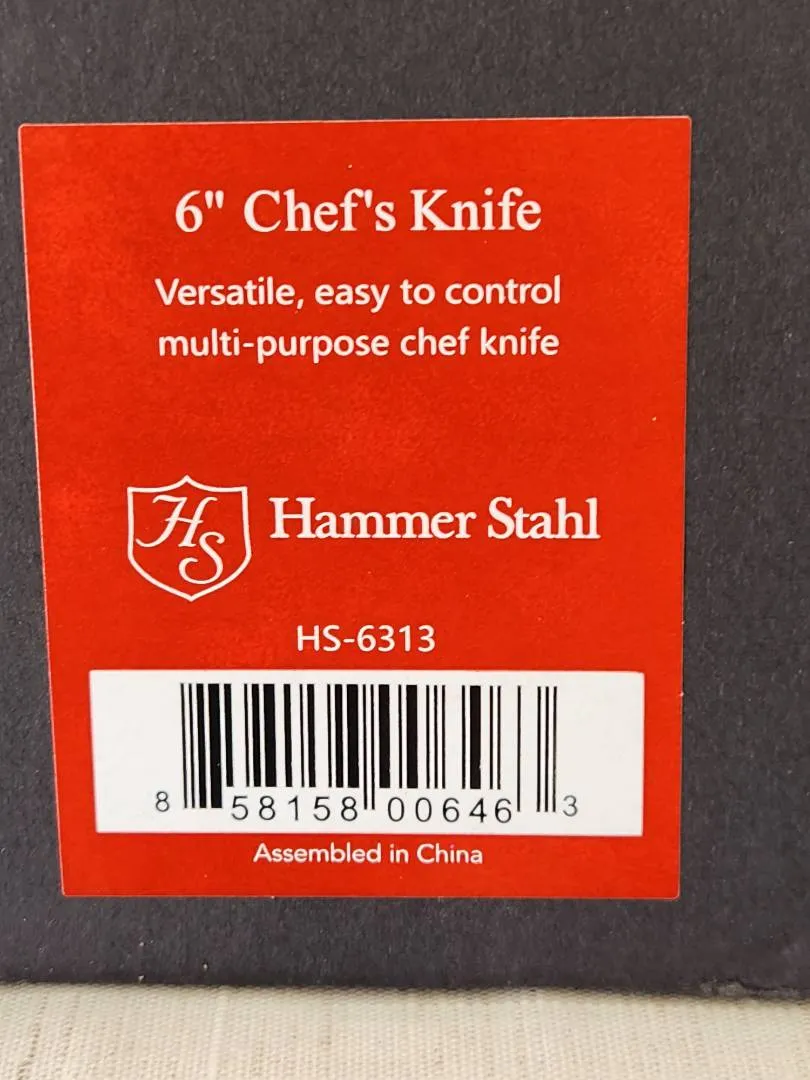 6" Chef's Knife
Versatile, easy to control
multi-purpose chef knife
HS Hammer Stahl
HS-6313
8 58158 00646 3
Assembled in China